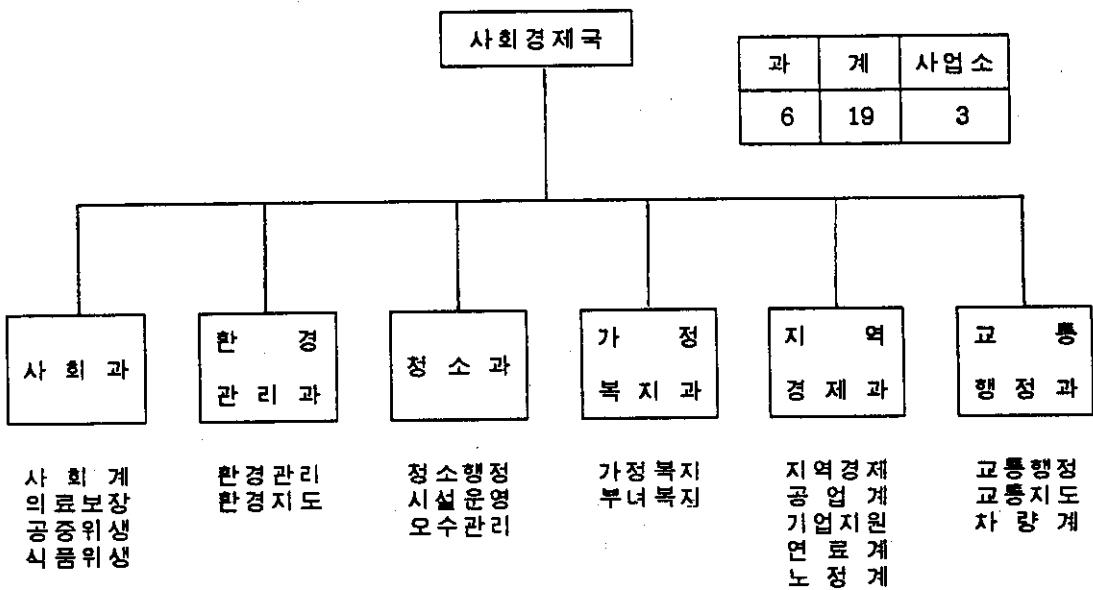 사회경제국
과 계 사업소
6 19 3
사회과
환경
관리과
청소과
가정
복지과
지역
경제과
교통
행정과
사회계
의료보장
공중위생
식품위생
환경관리
환경지도
청소행정
시설운영
오수관리
가정복지
부녀복지
지역경제
공업계
기업지원
연료계
노정계
교통행정
교통지도
차량계